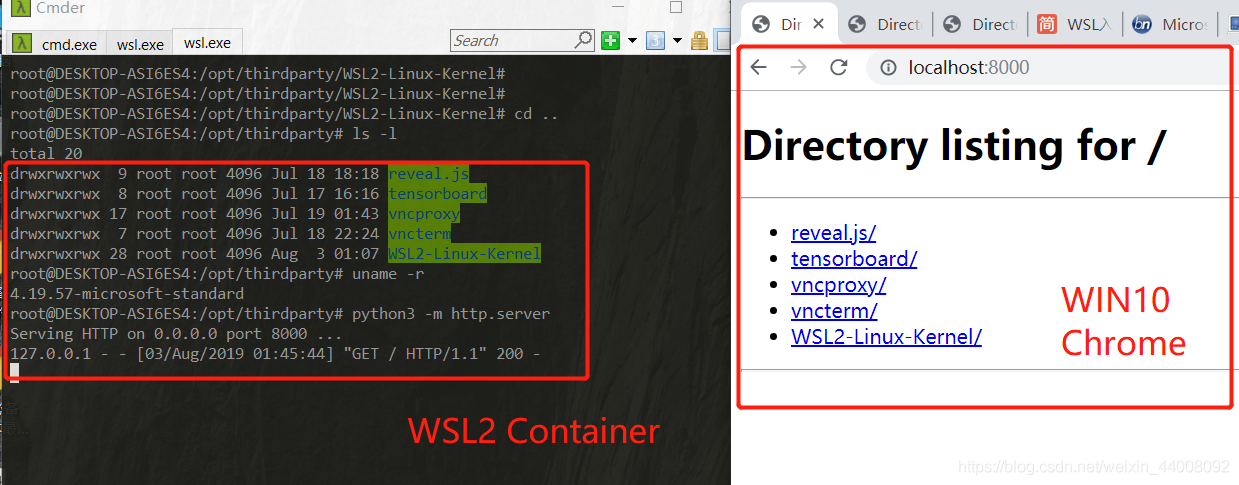 Cmder
cmd.exe
wsl.exe
wsl.exe
Search
root@DESKTOP-ASI6ES4:/opt/thirdparty/WSL2-Linux-Kernel#
root@DESKTOP-ASI6ES4:/opt/thirdparty/WSL2-Linux-Kernel#
root@DESKTOP-ASI6ES4:/opt/thirdparty/WSL2-Linux-Kernel# cd ..
root@DESKTOP-ASI6ES4:/opt/thirdparty# ls -l
total 20
drwxrwxrwx  9 root root 4096 Jul 18 18:18 reveal.js
drwxrwxrwx  8 root root 4096 Jul 17 16:16 tensorboard
drwxrwxrwx 17 root root 4096 Jul 19 01:43 vncproxy
drwxrwxrwx  7 root root 4096 Jul 18 22:24 vncterm
drwxrwxrwx 28 root root 4096 Aug  3 01:07 WSL2-Linux-Kernel
root@DESKTOP-ASI6ES4:/opt/thirdparty# uname -r
4.19.57-microsoft-standard
root@DESKTOP-ASI6ES4:/opt/thirdparty# python3 -m http.server
Serving HTTP on 0.0.0.0 port 8000 ...
127.0.0.1 - - [03/Aug/2019 01:45:44] "GET / HTTP/1.1" 200 -
WSL2 Container
Dir
Direct
Direct
简 WSL入
bn Micros
localhost:8000
Directory listing for /
reveal.js/
tensorboard/
vncproxy/
vncterm/
WSL2-Linux-Kernel/
WIN10
Chrome
https://blog.csdn.net/weixin_44008092